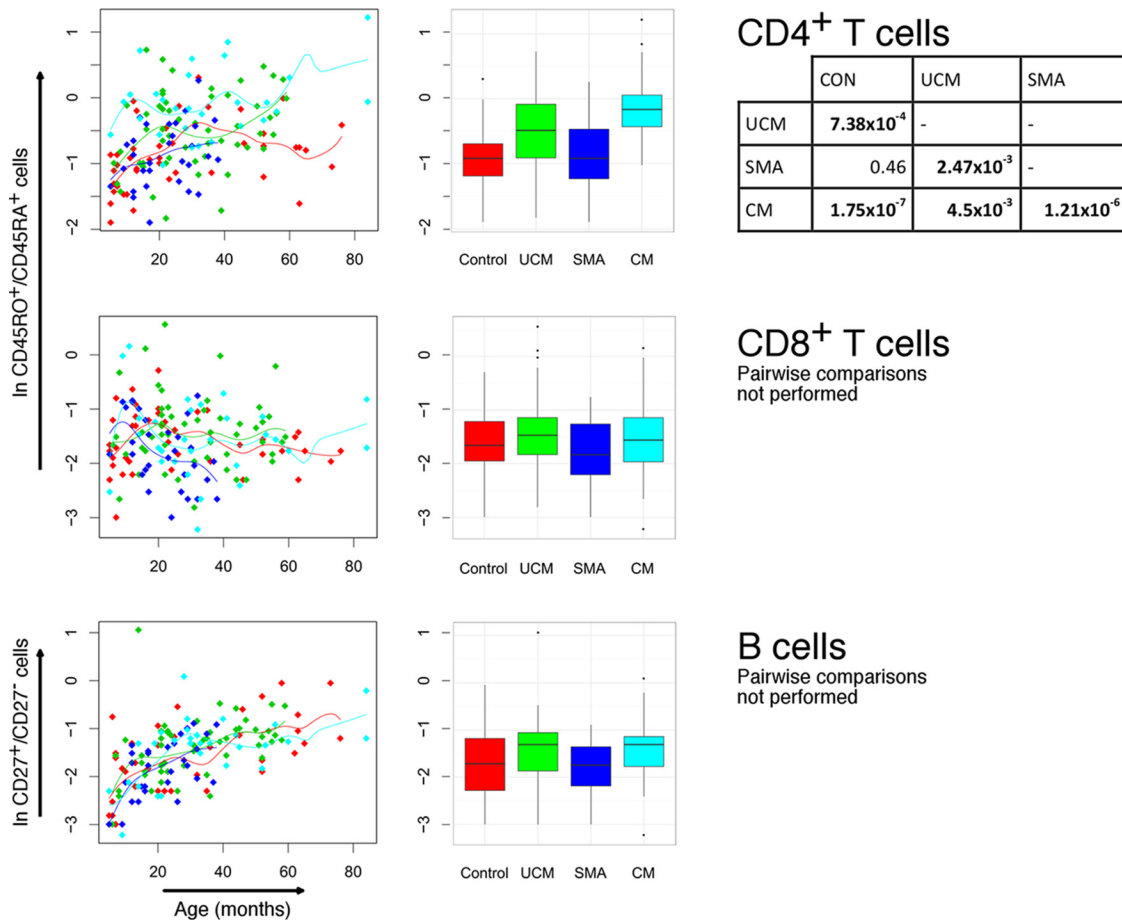 ln CD45RO+/CD45RA+ cells
1
0
−1
−2
20 40 60 80
1
0
−1
−2
Control UCM SMA CM
CD4+ T cells
CON UCM SMA
UCM 7.38x10-4 - -
SMA 0.46 2.47x10-3 -
CM 1.75x10-7 4.5x10-3 1.21x10-6
0
−1
−2
−3
20 40 60 80
0
−1
−2
−3
Control UCM SMA CM
CD8+ T cells
Pairwise comparisons
not performed
ln CD27+/CD27- cells
1
0
−1
−2
−3
20 40 60 80
Age (months)
1
0
−1
−2
−3
Control UCM SMA CM
B cells
Pairwise comparisons
not performed